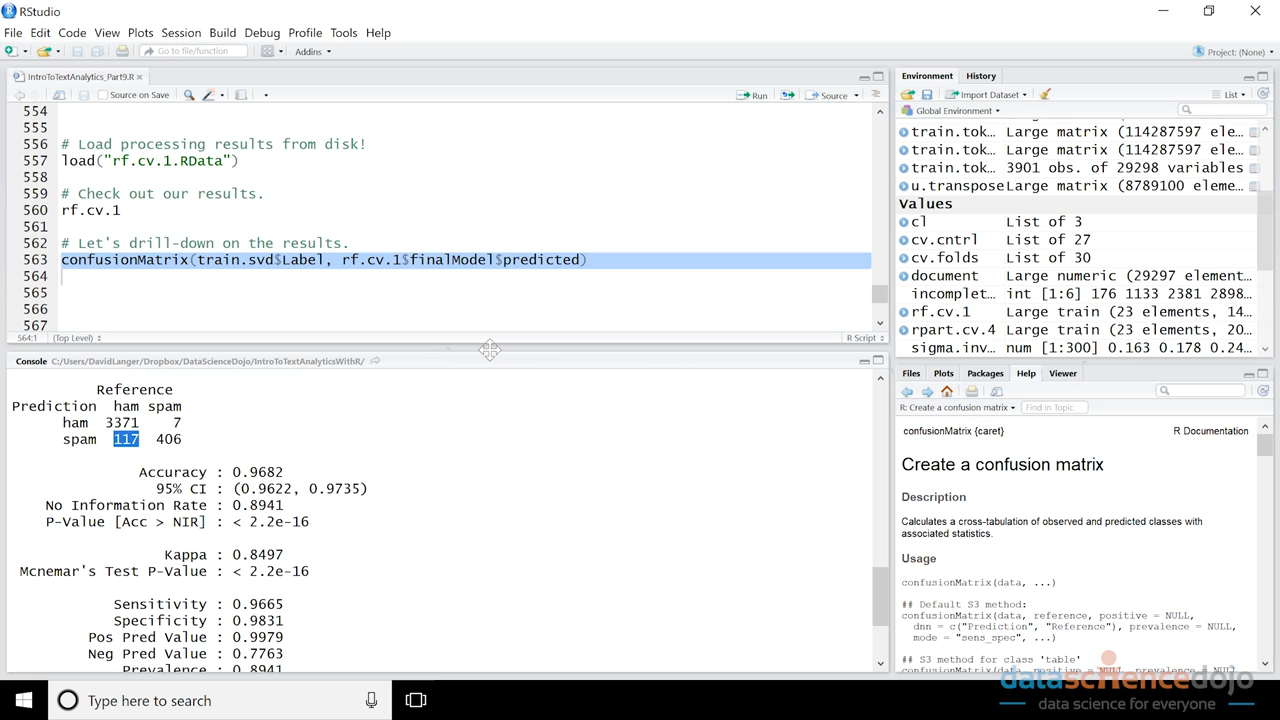 RStudio
File Edit Code View Plots Session Build Debug Profile Tools Help
Go to file/function
Addins
Project: (None)
IntroToTextAnalytics_Part9.R
Source on Save
Run
Source
554
555
556 # Load processing results from disk!
557 load("rf.cv.1.RData")
558
559 # Check out our results.
560 rf.cv.1
561
562 # Let's drill-down on the results.
563 confusionMatrix(train.svd$Label, rf.cv.1$finalModel$predicted)
564
565
566
567
564:1 (Top Level) R Script
Console C:/Users/DavidLanger/Dropbox/DataScienceDojo/IntroToTextAnalyticsWithR/
Reference
Prediction ham spam
ham 3371 7
spam 117 406
Accuracy : 0.9682
95% CI : (0.9622, 0.9735)
No Information Rate : 0.8941
P-Value [Acc > NIR] : < 2.2e-16
Kappa : 0.8497
Mcnemar's Test P-Value : < 2.2e-16
Sensitivity : 0.9665
Specificity : 0.9831
Pos Pred Value : 0.9979
Neg Pred Value : 0.7763
Prevalence : 0.8941
Environment History
Import Dataset
List
Global Environment
train.tok… Large matrix (114287597 ele…
train.tok… Large matrix (114287597 ele…
train.tok… 3901 obs. of 29298 variables
u.transpose Large matrix (8789100 eleme…
Values
cl List of 3
cv.cntrl List of 27
cv.folds List of 30
document Large numeric (29297 element…
incomplet… int [1:6] 176 1133 2381 2898…
rf.cv.1 Large train (23 elements, 14…
rpart.cv.4 Large train (23 elements, 20…
sigma.inv… num [1:300] 0.163 0.178 0.24…
Files Plots Packages Help Viewer
R: Create a confusion matrix
Find in Topic
confusionMatrix {caret} R Documentation
Create a confusion matrix
Description
Calculates a cross-tabulation of observed and predicted classes with
associated statistics.
Usage
confusionMatrix(data, ...)
## Default S3 method:
confusionMatrix(data, reference, positive = NULL,
dnn = c("Prediction", "Reference"), prevalence = NULL,
mode = "sens_spec", ...)
## S3 method for class 'table'
confusionMatrix(data, positive = NULL, prevalence = NULL
datasciencedojo
data science for everyone
Type here to search